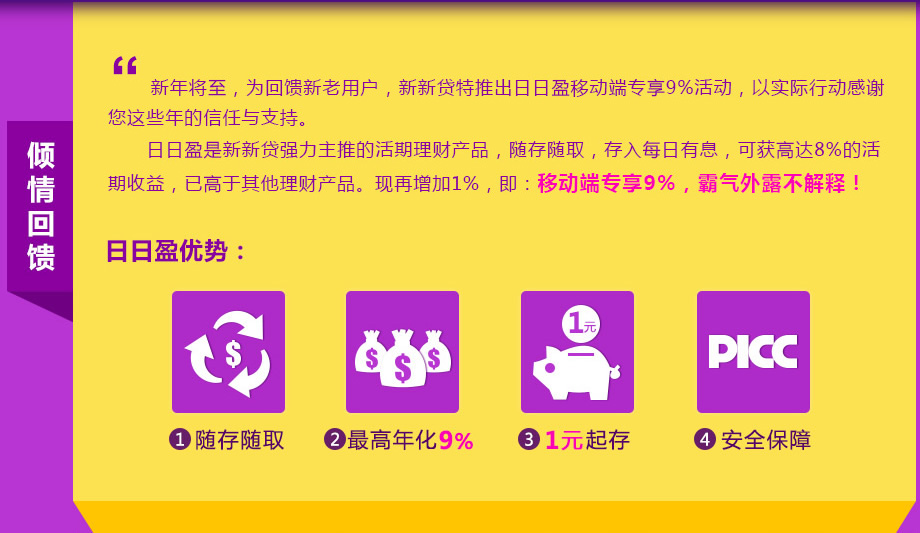 倾情回馈
“
新年将至，为回馈新老用户，新新贷特推出日日盈移动端专享9%活动，以实际行动感谢
您这些年的信任与支持。
日日盈是新新贷强力主推的活期理财产品，随存随取，存入每日有息，可获高达8%的活
期收益，已高于其他理财产品。现再增加1%，即：移动端专享9%，霸气外露不解释！
日日盈优势：
$
$ $ $
1元
PICC
1 随存随取
2 最高年化9%
3 1元起存
4 安全保障